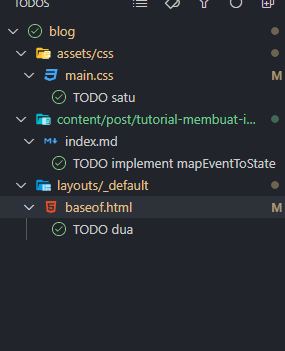 TODOS
blog
assets/css
main.css
M
TODO satu
content/post/tutorial-membuat-i...
index.md
TODO implement mapEventToState
layouts/_default
baseof.html
M
TODO dua